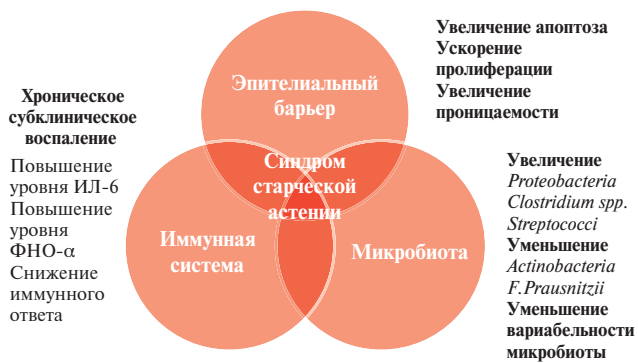 Увеличение апоптоза
Ускорение
пролиферации
Увеличение
проницаемости
Эпителиальный
барьер
Хроническое
субклиническое
воспаление
Повышение
уровня ИЛ-6
Повышение
уровня
ФНО-α
Снижение
иммунного
ответа
Синдром
старческой
астении
Иммунная
система
Микробиота
Увеличение
Proteobacteria
Clostridium spp.
Streptococci
Уменьшение
Actinobacteria
F.Prausnitzii
Уменьшение
вариабельности
микробиоты